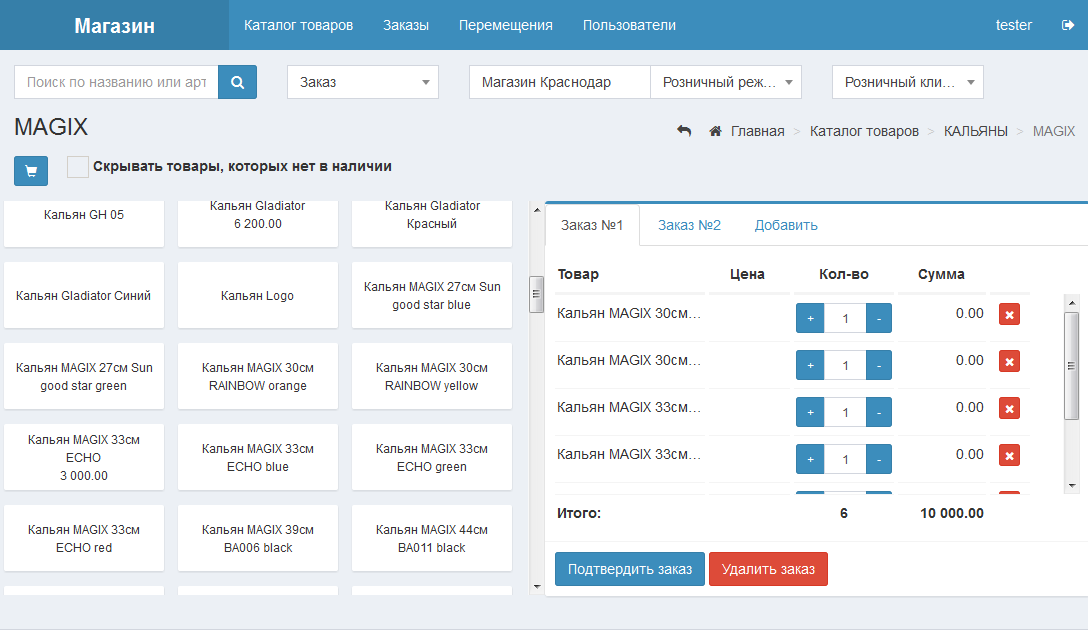 Магазин
Каталог товаров
Заказы
Перемещения
Пользователи
tester
Поиск по названию или арт
Заказ
Магазин Краснодар
Розничный реж...
Розничный кли...
MAGIX
Главная > Каталог товаров > КАЛЬЯНЫ > MAGIX
Скрывать товары, которых нет в наличии
Кальян GH 05
Кальян Gladiator
6 200.00
Кальян Gladiator
Красный
Кальян Gladiator Синий
Кальян Logo
Кальян MAGIX 27см Sun
good star blue
Кальян MAGIX 27см Sun
good star green
Кальян MAGIX 30см
RAINBOW orange
Кальян MAGIX 30см
RAINBOW yellow
Кальян MAGIX 33см
ECHO
3 000.00
Кальян MAGIX 33см
ECHO blue
Кальян MAGIX 33см
ECHO green
Кальян MAGIX 33см
ECHO red
Кальян MAGIX 39см
BA006 black
Кальян MAGIX 44см
BA011 black
Заказ №1
Заказ №2
Добавить
Товар Цена Кол-во Сумма
Кальян MAGIX 30см... + 1 - 0.00
Кальян MAGIX 30см... + 1 - 0.00
Кальян MAGIX 33см... + 1 - 0.00
Кальян MAGIX 33см... + 1 - 0.00
Итого: 6 10 000.00
Подтвердить заказ
Удалить заказ